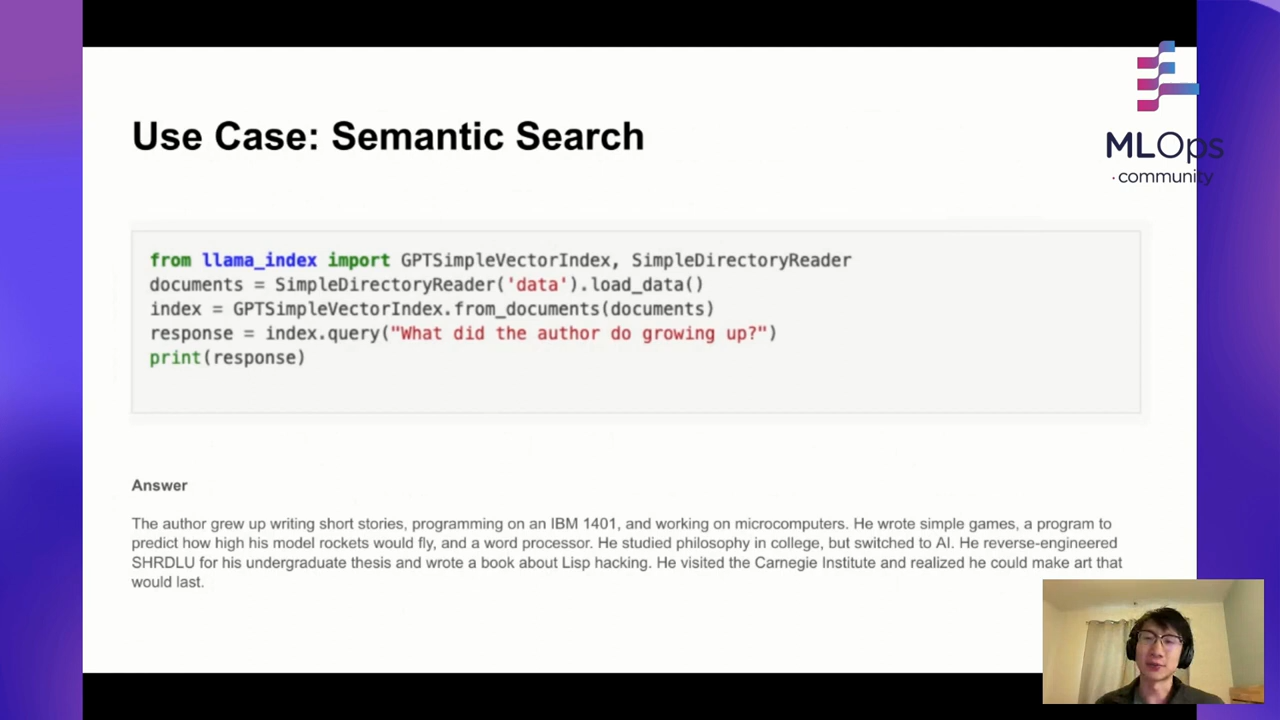 Use Case: Semantic Search
MLOps
community
from llama_index import GPTSimpleVectorIndex, SimpleDirectoryReader
documents = SimpleDirectoryReader('data').load_data()
index = GPTSimpleVectorIndex.from_documents(documents)
response = index.query("What did the author do growing up?")
print(response)
Answer
The author grew up writing short stories, programming on an IBM 1401, and working on microcomputers. He wrote simple games, a program to
predict how high his model rockets would fly, and a word processor. He studied philosophy in college, but switched to AI. He reverse-engineered
SHRDLU for his undergraduate thesis and wrote a book about Lisp hacking. He visited the Carnegie Institute and realized he could make art that
would last.